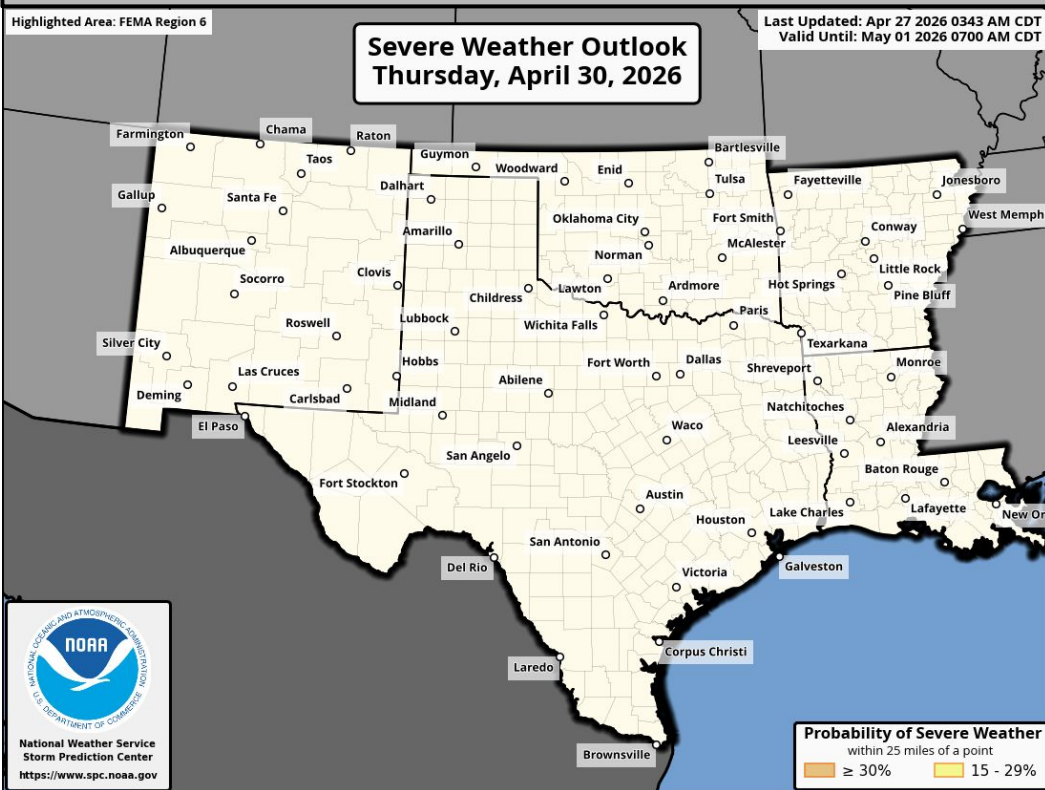 Highlighted Area: FEMA Region 6
Last Updated: Apr 27 2026 0343 AM CDT
Valid Until: May 01 2026 0700 AM CDT
Severe Weather Outlook
Thursday, April 30, 2026
Farmington
Chama
Raton
Taos
Guymon
Woodward
Enid
Bartlesville
Tulsa
Fayetteville
Jonesboro
Gallup
Santa Fe
Dalhart
Oklahoma City
Fort Smith
Conway
West Memph
Albuquerque
Amarillo
Norman
McAlester
Little Rock
Socorro
Clovis
Childress
Lawton
Ardmore
Hot Springs
Pine Bluff
Roswell
Lubbock
Wichita Falls
Paris
Texarkana
Silver City
Las Cruces
Hobbs
Abilene
Fort Worth
Dallas
Shreveport
Monroe
Deming
Carlsbad
Midland
Natchitoches
El Paso
San Angelo
Waco
Leesville
Alexandria
Fort Stockton
Baton Rouge
Austin
Houston
Lake Charles
Lafayette
New Or
Del Rio
San Antonio
Galveston
Victoria
Laredo
Corpus Christi
Brownsville
NATIONAL OCEANIC AND ATMOSPHERIC ADMINISTRATION
NOAA
U.S. DEPARTMENT OF COMMERCE
National Weather Service
Storm Prediction Center
https://www.spc.noaa.gov
Probability of Severe Weather
within 25 miles of a point
≥ 30%
15 - 29%